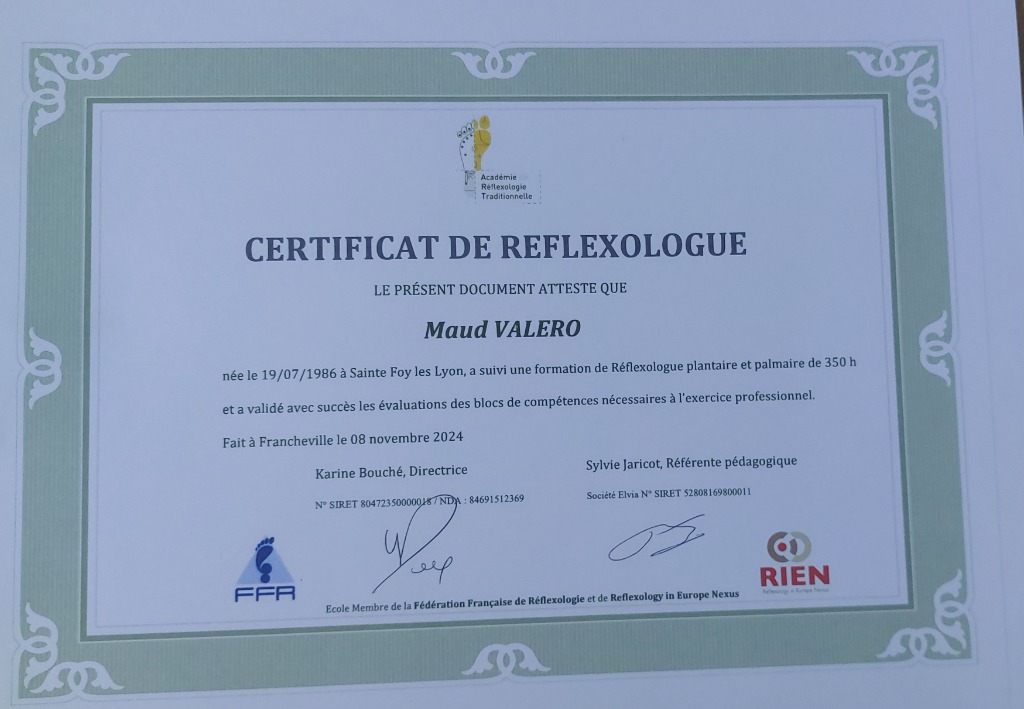 Académie
Réflexologie
Traditionnelle
CERTIFICAT DE REFLEXOLOGUE
LE PRÉSENT DOCUMENT ATTESTE QUE
Maud VALERO
née le 19/07/1986 à Sainte Foy les Lyon, a suivi une formation de Réflexologue plantaire et palmaire de 350 h
et a validé avec succès les évaluations des blocs de compétences nécessaires à l'exercice professionnel.
Fait à Francheville le 08 novembre 2024
Karine Bouché, Directrice
N° SIRET 80472350000018 / NDA : 84691512369
Sylvie Jaricot, Référente pédagogique
Société Elvia N° SIRET 52808169800011
FFR
RIEN
Reflexology in Europe Nexus
Ecole Membre de la Fédération Française de Réflexologie et de Reflexology in Europe Nexus